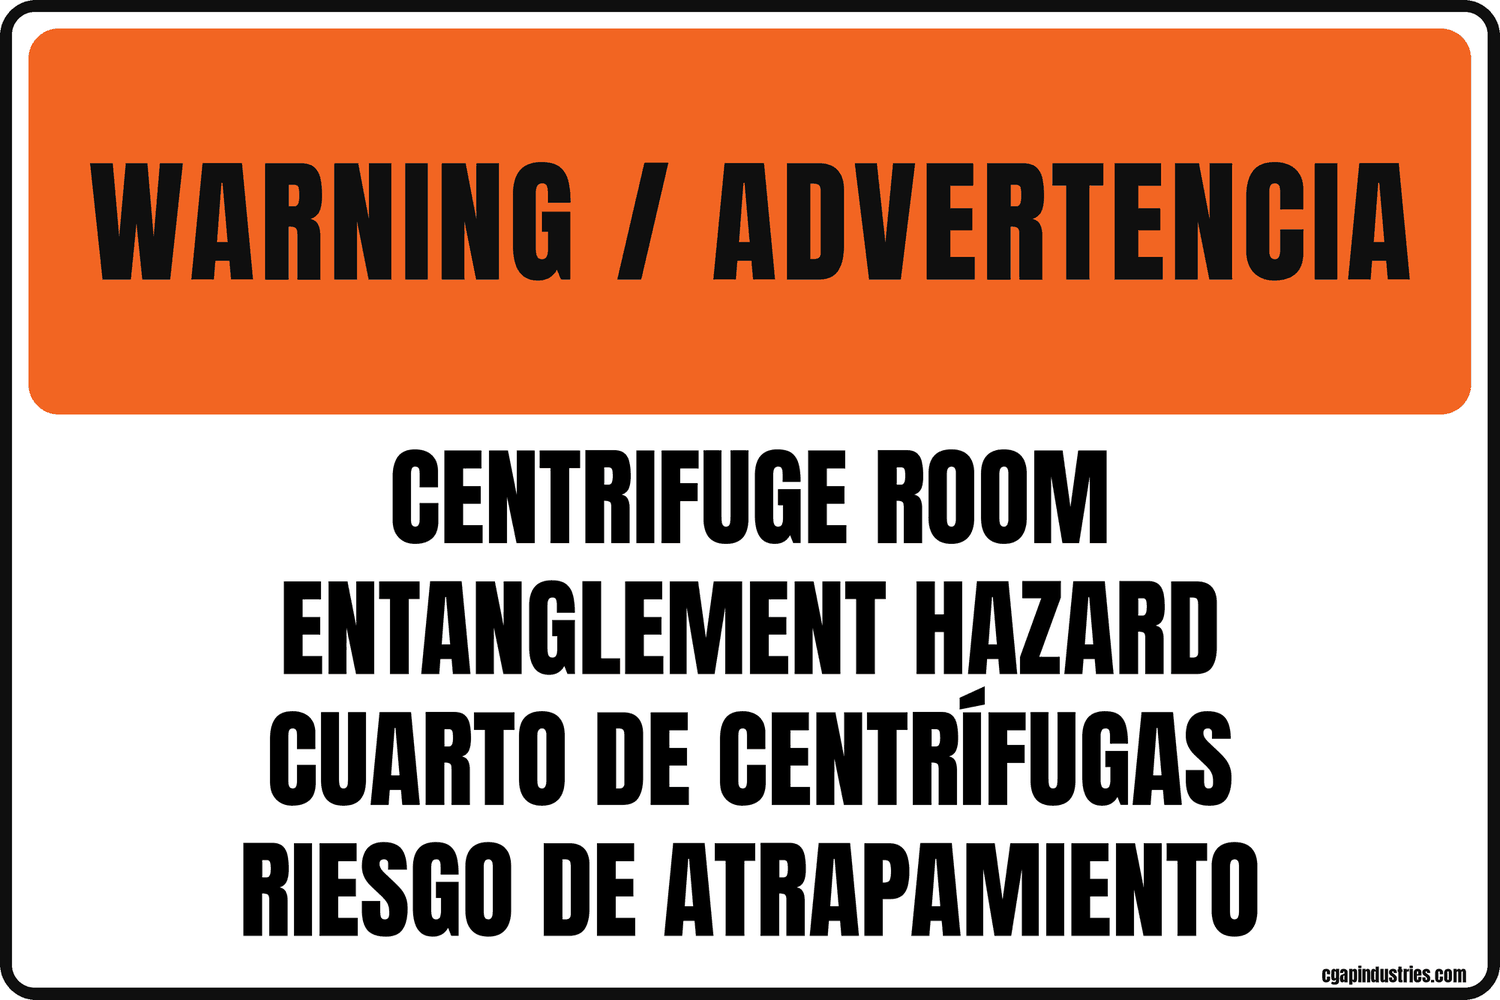 WARNING / ADVERTENCIA
CENTRIFUGE ROOM
ENTANGLEMENT HAZARD
CUARTO DE CENTRÍFUGAS
RIESGO DE ATRAPAMIENTO
cgapindustries.com